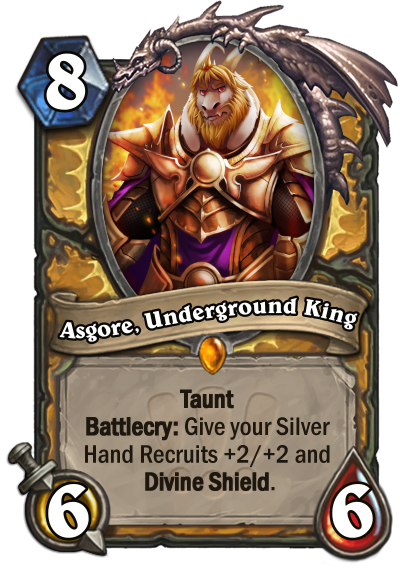 8
Asgore, Underground King
Taunt
Battlecry: Give your Silver
Hand Recruits +2/+2 and
Divine Shield.
6
6